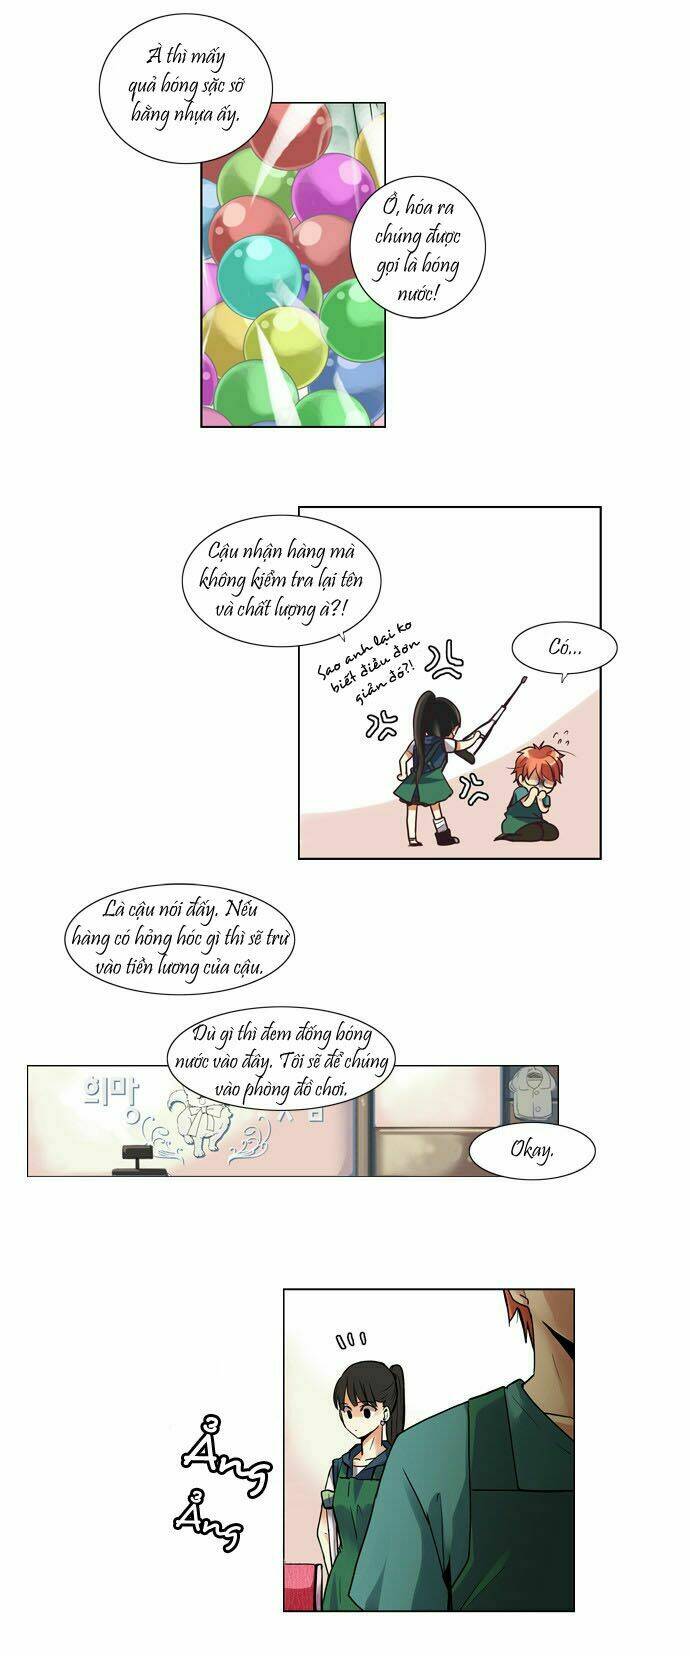 À thì mấy
quả bóng sặc sỡ
bằng nhựa ấy.
Ồ, hóa ra
chúng được
gọi là bóng
nước!
Cậu nhận hàng mà
không kiểm tra lại tên
và chất lượng à?!
Sao anh lại ko
biết điều đơn
giản đó?!
Có...
Là cậu nói đấy. Nếu
hàng có hỏng hóc gì thì sẽ trừ
vào tiền lương của cậu.
Dù gì thì đem đống bóng
nước vào đây. Tôi sẽ để chúng
vào phòng đồ chơi.
희망
Okay.
Ẳng
Ẳng